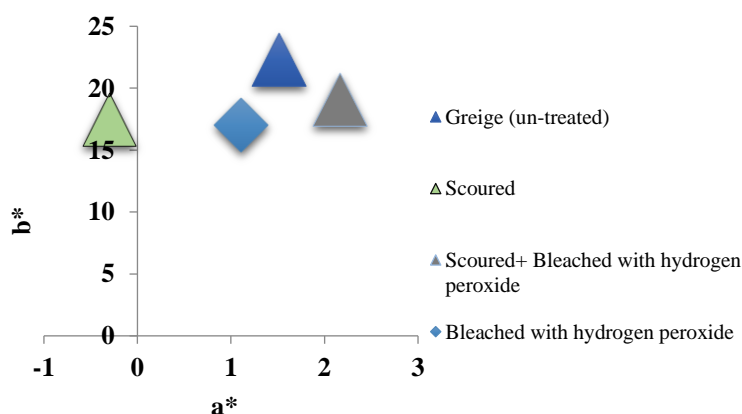 25
20
15
10
5
0
b*
-1 0 1 2 3
a*
Greige (un-treated)
Scoured
Scoured+ Bleached with hydrogen
peroxide
Bleached with hydrogen peroxide